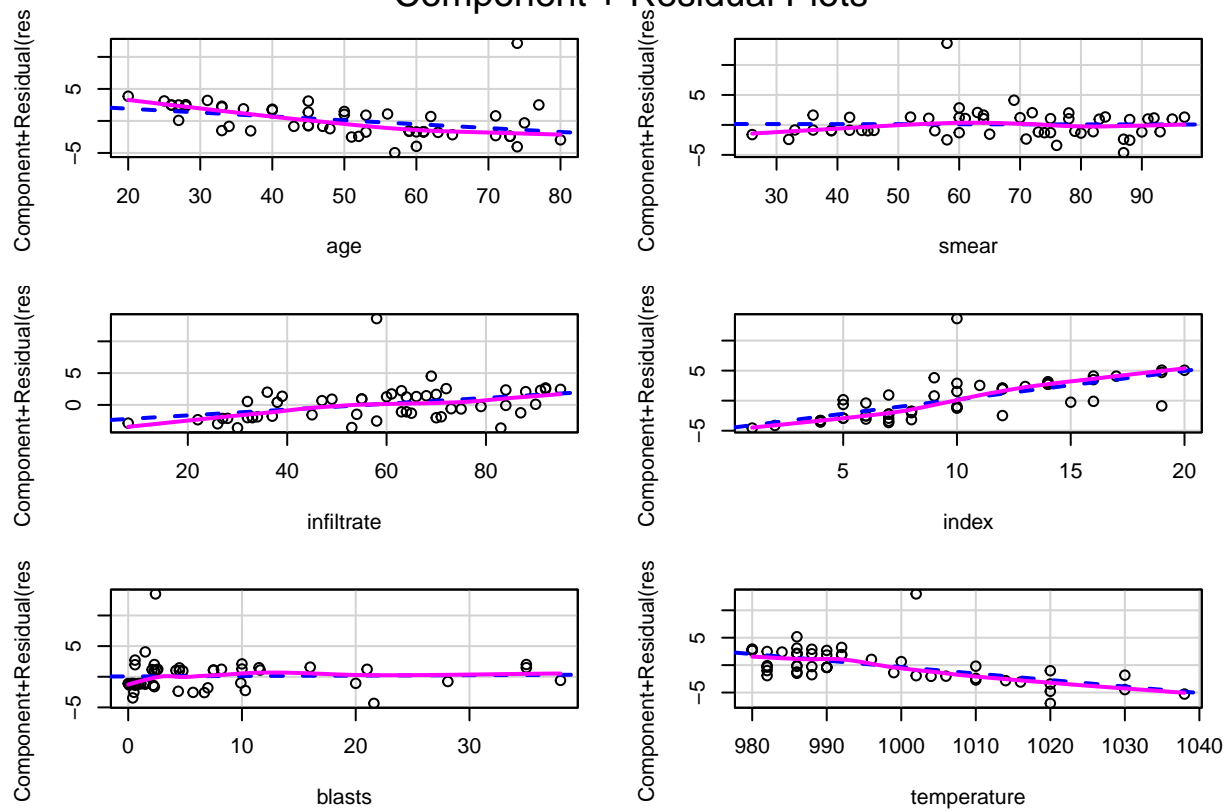 Component + Residual Plots
Component+Residual(res
5
−5
20 30 40 50 60 70 80
age
Component+Residual(res
5
−5
30 40 50 60 70 80 90
smear
Component+Residual(res
5
0
20 40 60 80
infiltrate
Component+Residual(res
5
−5
5 10 15 20
index
Component+Residual(res
5
−5
0 10 20 30
blasts
Component+Residual(res
5
−5
980 990 1000 1010 1020 1030 1040
temperature